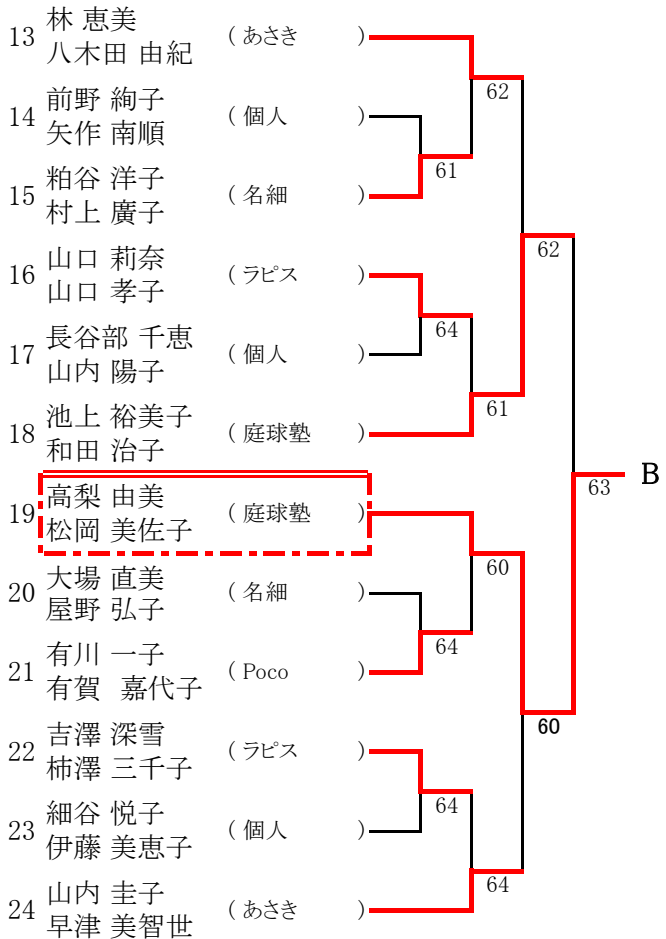 13 林 恵美 (あさき )
八木田 由紀
62
14 前野 絢子 (個人 )
矢作 南順
61
15 粕谷 洋子 (名細 )
村上 廣子
62
16 山口 莉奈 (ラピス )
山口 孝子
64
17 長谷部 千恵 (個人 )
山内 陽子
61
18 池上 裕美子 (庭球塾 )
和田 治子
63 B
19 高梨 由美 (庭球塾 )
松岡 美佐子
60
20 大場 直美 (名細 )
屋野 弘子
64
21 有川 一子 (Poco )
有賀 嘉代子
60
22 吉澤 深雪 (ラピス )
柿澤 三千子
64
23 細谷 悦子 (個人 )
伊藤 美恵子
64
24 山内 圭子 (あさき )
早津 美智世